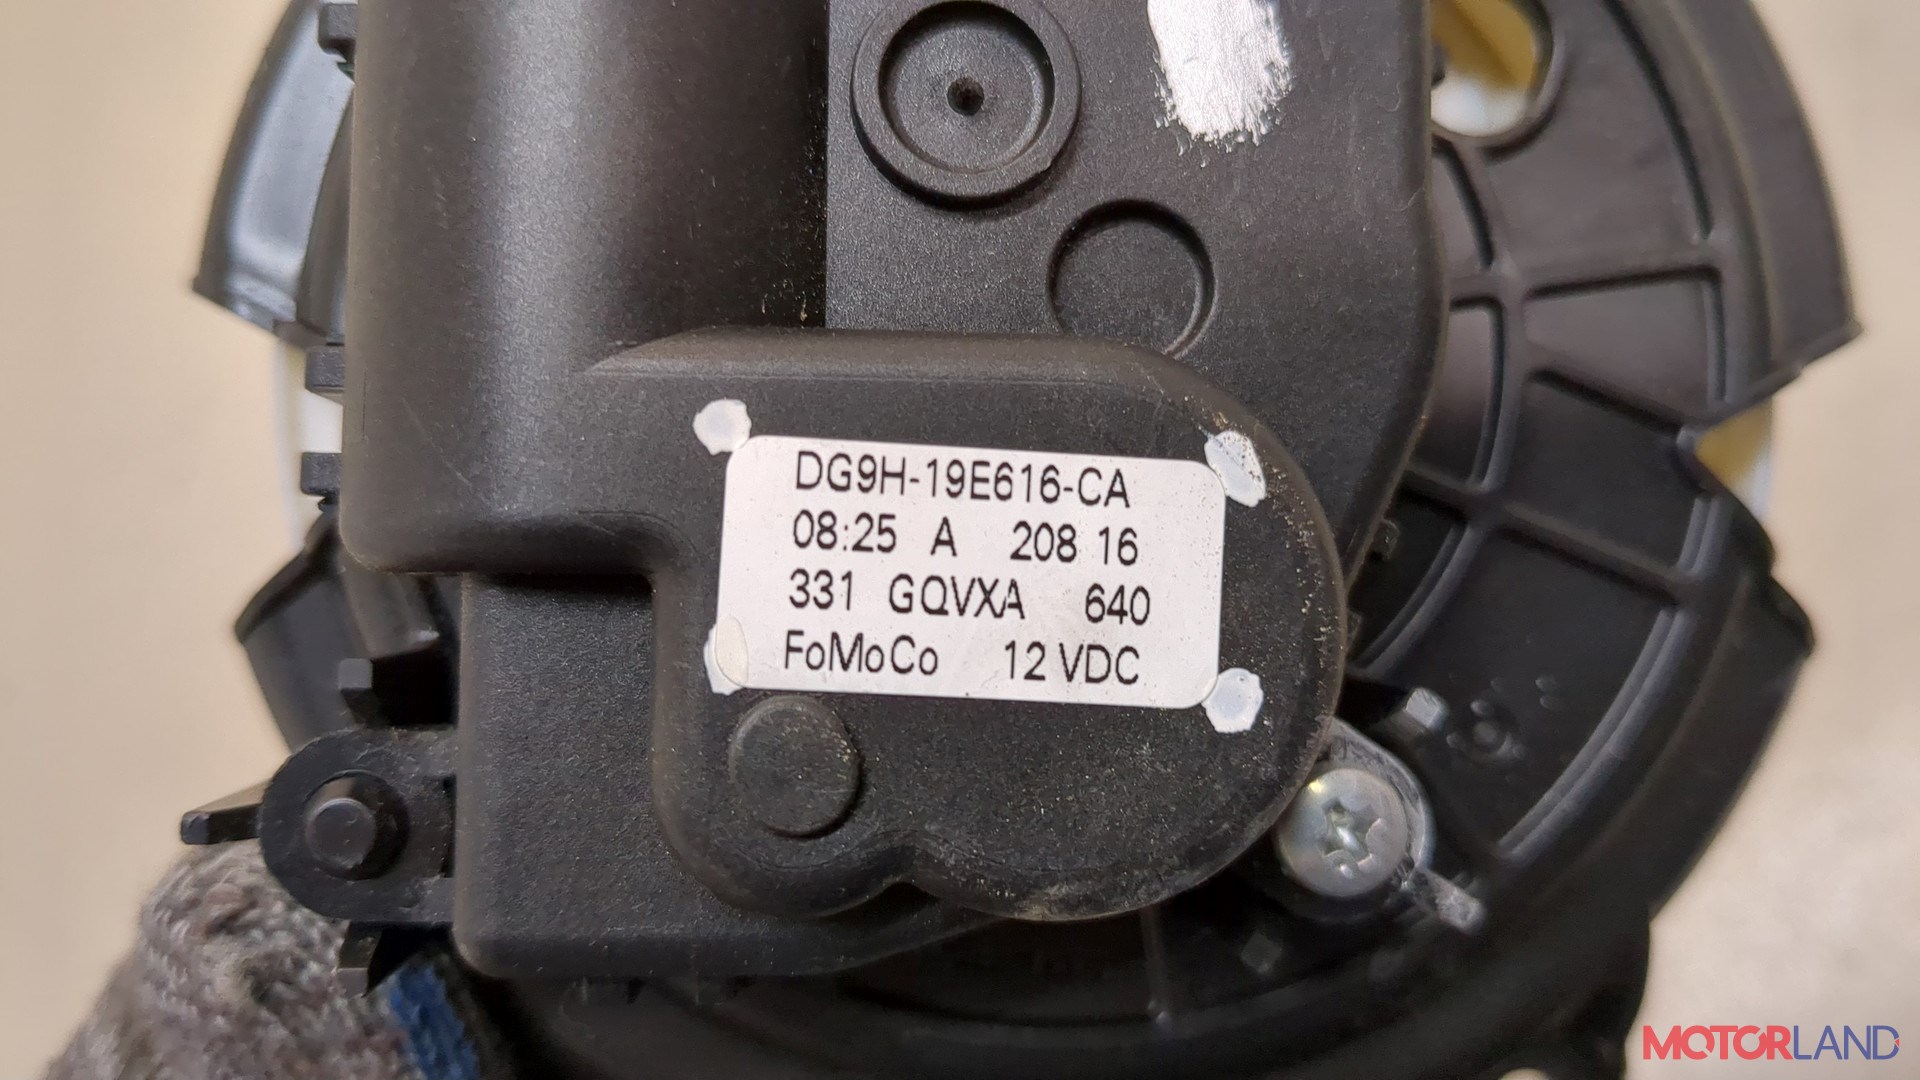 DG9H-19E616-CA
08:25 A 208 16
331 GQVXA 640
FoMoCo 12 VDC
MOTORLAND